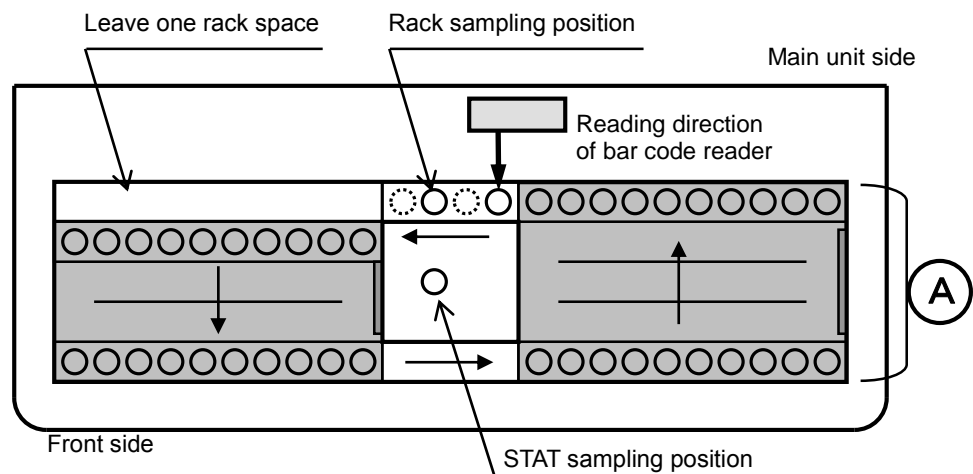 Leave one rack space
Rack sampling position
Main unit side
Reading direction
of bar code reader
A
Front side
STAT sampling position